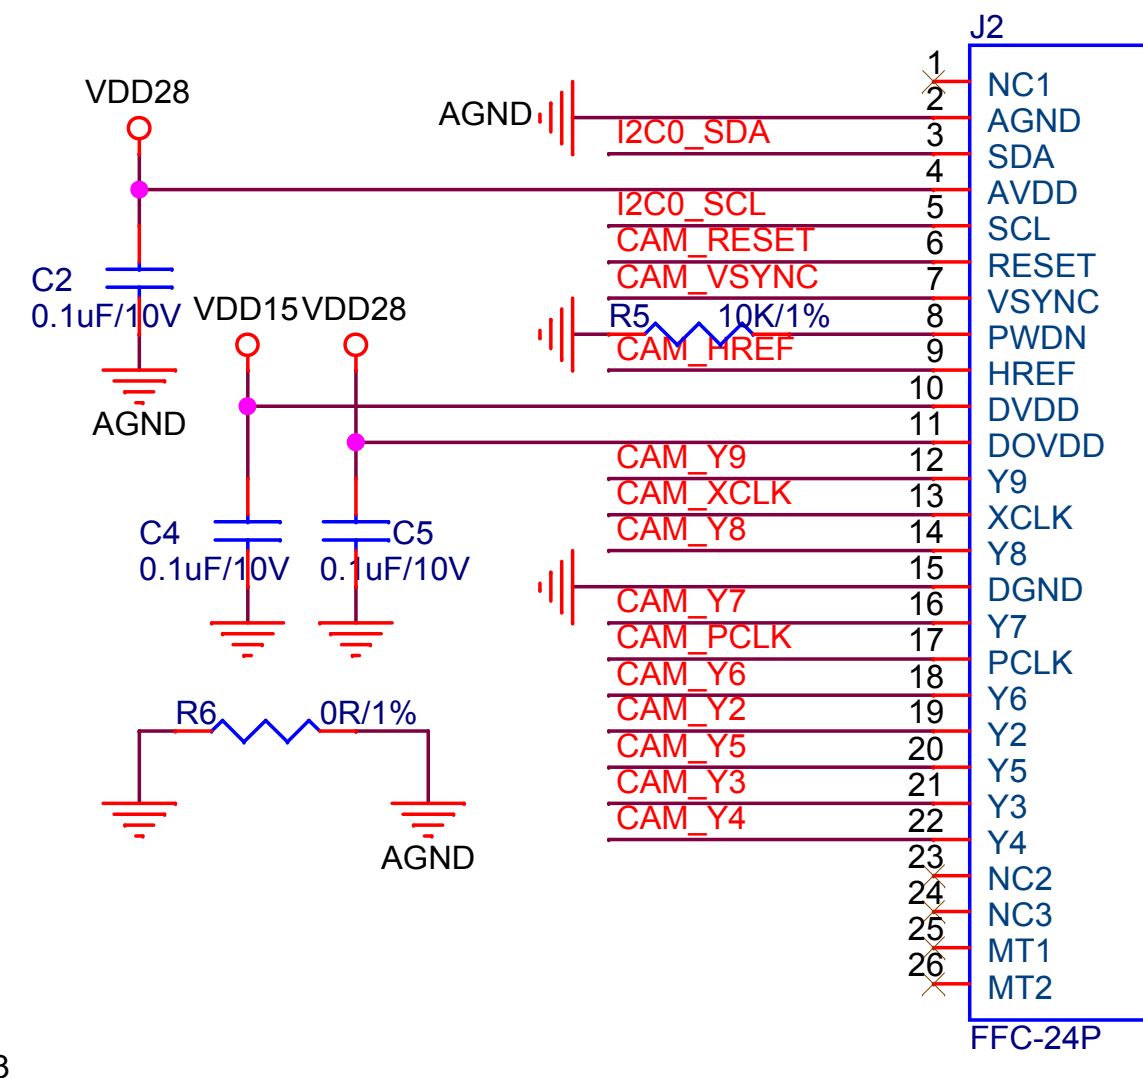 J2
1 NC1
VDD28
AGND 2 AGND
I2C0_SDA 3 SDA
4 AVDD
I2C0_SCL 5 SCL
CAM_RESET 6 RESET
C2
CAM_VSYNC 7 VSYNC
0.1uF/10V
VDD15 VDD28
R5 10K/1% 8 PWDN
CAM_HREF 9 HREF
AGND
10 DVDD
11 DOVDD
CAM_Y9 12 Y9
CAM_XCLK 13 XCLK
CAM_Y8 14 Y8
C4 C5
0.1uF/10V 0.1uF/10V
15 DGND
CAM_Y7 16 Y7
CAM_PCLK 17 PCLK
CAM_Y6 18 Y6
R6 0R/1%
CAM_Y2 19 Y2
CAM_Y5 20 Y5
CAM_Y3 21 Y3
CAM_Y4 22 Y4
AGND
23 NC2
24 NC3
25 MT1
26 MT2
FFC-24P